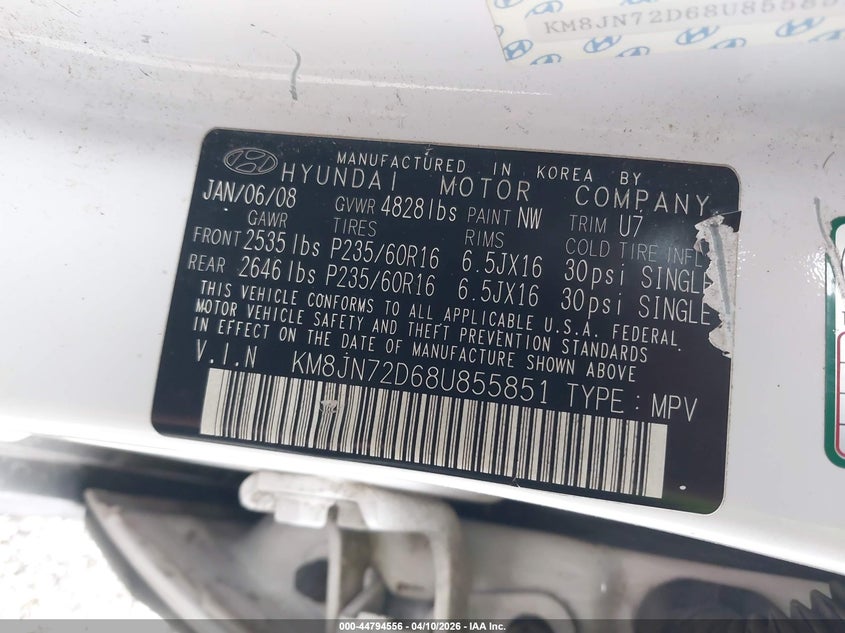 KM8JN72D68U85585
MANUFACTURED IN KOREA BY
HYUNDAI MOTOR COMPANY
JAN/06/08 GVWR 4828lbs PAINT NW TRIM U7
GAWR TIRES RIMS COLD TIRE INFL
FRONT 2535lbs P235/60R16 6.5JX16 30psi SINGLE
REAR 2646lbs P235/60R16 6.5JX16 30psi SINGLE
THIS VEHICLE CONFORMS TO ALL APPLICABLE U.S.A. FEDERAL
MOTOR VEHICLE SAFETY AND THEFT PREVENTION STANDARDS
IN EFFECT ON THE DATE OF MANUFACTURE SHOWN ABOVE
V.I.N KM8JN72D68U855851 TYPE : MPV
000-44794556 - 04/10/2026 - IAA Inc.